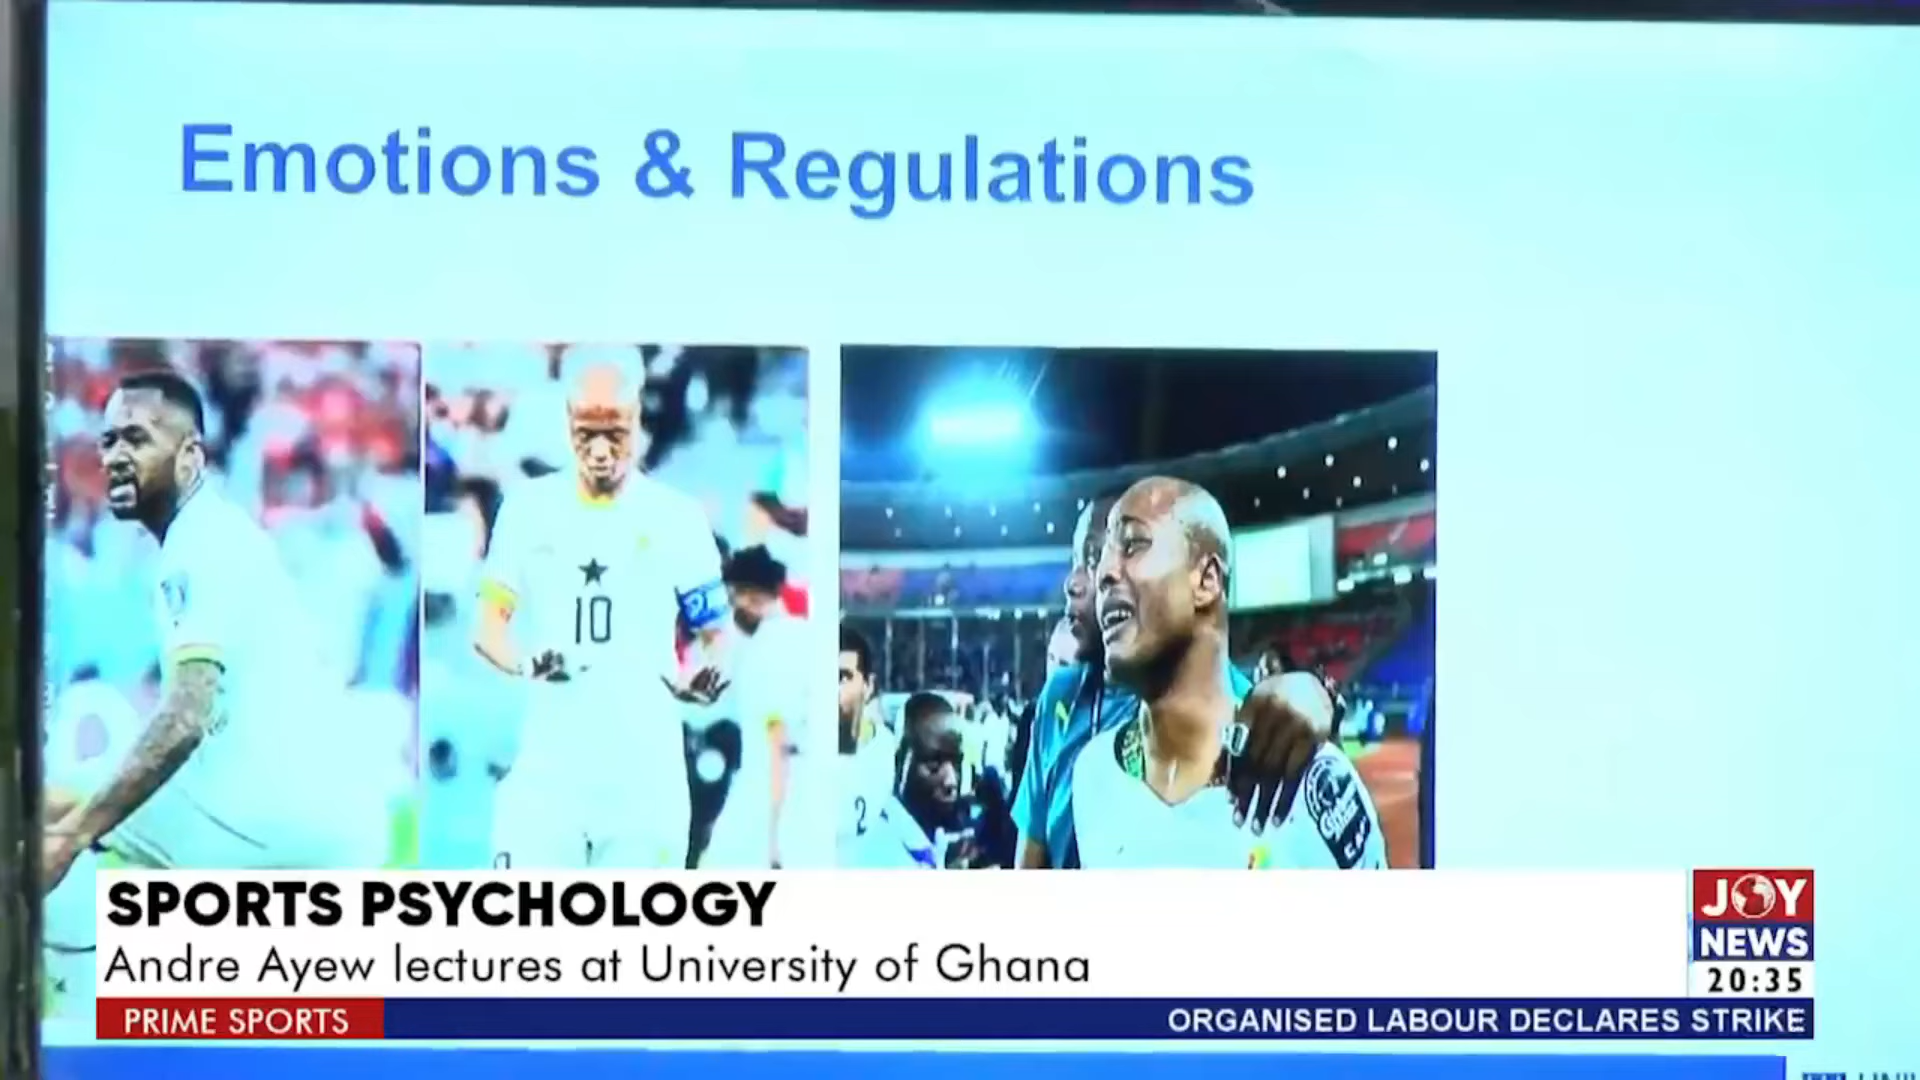 Emotions & Regulations
10
2
SPORTS PSYCHOLOGY
Andre Ayew lectures at University of Ghana
JOY
NEWS
20:35
PRIME SPORTS
ORGANISED LABOUR DECLARES STRIKE